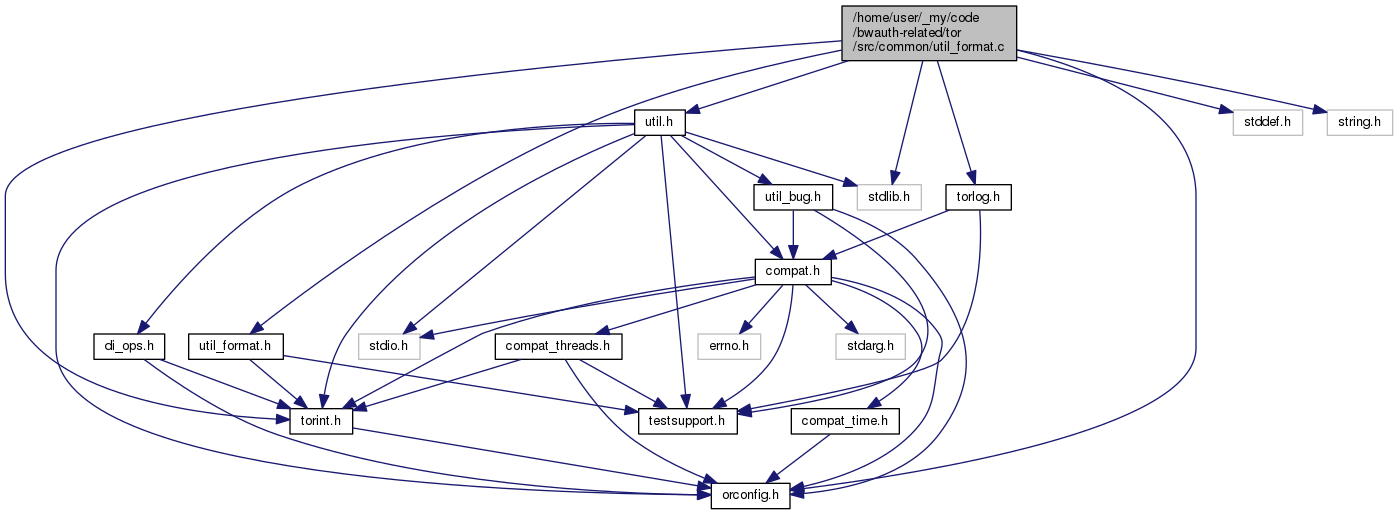 /home/user/_my/code
/bwauth-related/tor
/src/common/util_format.c
util.h
stddef.h
string.h
util_bug.h
stdlib.h
torlog.h
compat.h
di_ops.h
util_format.h
stdio.h
compat_threads.h
errno.h
stdarg.h
torint.h
testsupport.h
compat_time.h
orconfig.h